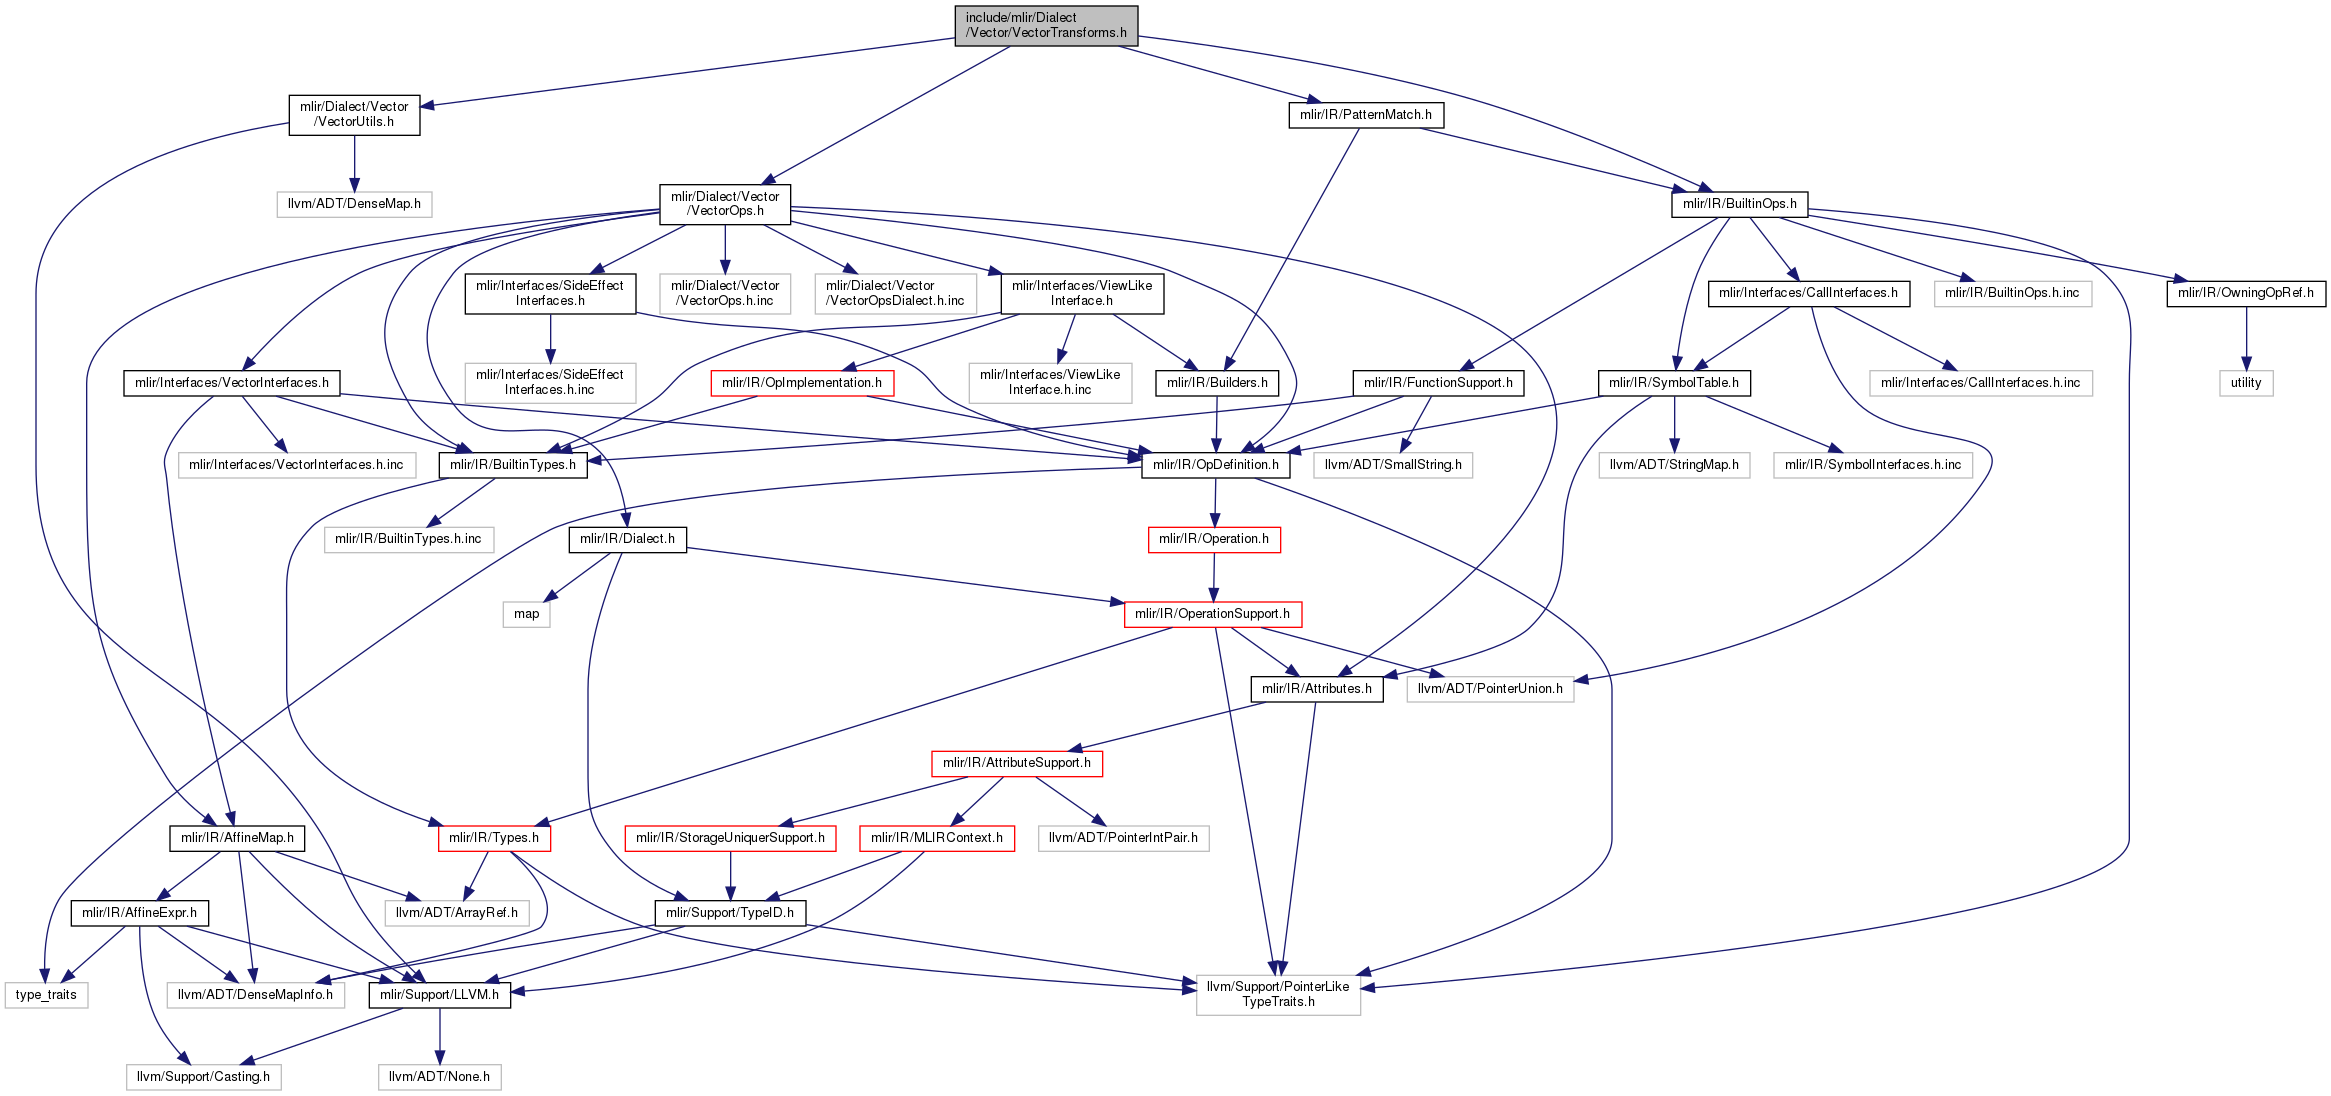 include/mlir/Dialect
/Vector/VectorTransforms.h
mlir/Dialect/Vector
/VectorUtils.h
mlir/IR/PatternMatch.h
llvm/ADT/DenseMap.h
mlir/Dialect/Vector
/VectorOps.h
mlir/IR/BuiltinOps.h
mlir/Interfaces/SideEffect
Interfaces.h
mlir/Dialect/Vector
/VectorOps.h.inc
mlir/Dialect/Vector
/VectorOpsDialect.h.inc
mlir/Interfaces/ViewLike
Interface.h
mlir/Interfaces/CallInterfaces.h
mlir/IR/BuiltinOps.h.inc
mlir/IR/OwningOpRef.h
mlir/Interfaces/VectorInterfaces.h
mlir/Interfaces/SideEffect
Interfaces.h.inc
mlir/IR/OpImplementation.h
mlir/Interfaces/ViewLike
Interface.h.inc
mlir/IR/Builders.h
mlir/IR/FunctionSupport.h
mlir/IR/SymbolTable.h
mlir/Interfaces/CallInterfaces.h.inc
utility
mlir/Interfaces/VectorInterfaces.h.inc
mlir/IR/BuiltinTypes.h
mlir/IR/OpDefinition.h
llvm/ADT/SmallString.h
llvm/ADT/StringMap.h
mlir/IR/SymbolInterfaces.h.inc
mlir/IR/BuiltinTypes.h.inc
mlir/IR/Dialect.h
mlir/IR/Operation.h
map
mlir/IR/OperationSupport.h
mlir/IR/Attributes.h
llvm/ADT/PointerUnion.h
mlir/IR/AttributeSupport.h
mlir/IR/AffineMap.h
mlir/IR/Types.h
mlir/IR/StorageUniquerSupport.h
mlir/IR/MLIRContext.h
llvm/ADT/PointerIntPair.h
mlir/IR/AffineExpr.h
llvm/ADT/ArrayRef.h
mlir/Support/TypeID.h
type_traits
llvm/ADT/DenseMapInfo.h
mlir/Support/LLVM.h
llvm/Support/PointerLike
TypeTraits.h
llvm/Support/Casting.h
llvm/ADT/None.h